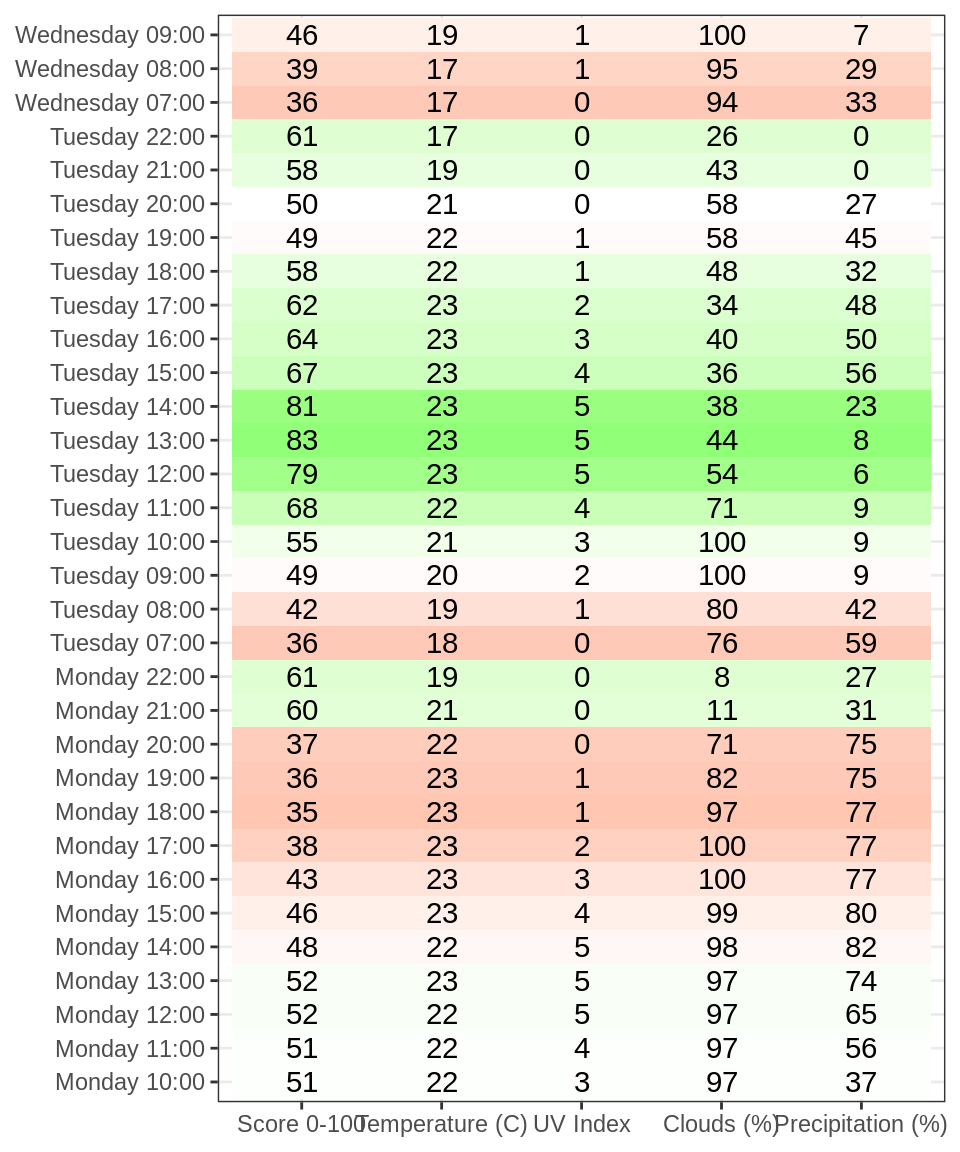 Wednesday 09:00 46 19 1 100 7
Wednesday 08:00 39 17 1 95 29
Wednesday 07:00 36 17 0 94 33
Tuesday 22:00 61 17 0 26 0
Tuesday 21:00 58 19 0 43 0
Tuesday 20:00 50 21 0 58 27
Tuesday 19:00 49 22 1 58 45
Tuesday 18:00 58 22 1 48 32
Tuesday 17:00 62 23 2 34 48
Tuesday 16:00 64 23 3 40 50
Tuesday 15:00 67 23 4 36 56
Tuesday 14:00 81 23 5 38 23
Tuesday 13:00 83 23 5 44 8
Tuesday 12:00 79 23 5 54 6
Tuesday 11:00 68 22 4 71 9
Tuesday 10:00 55 21 3 100 9
Tuesday 09:00 49 20 2 100 9
Tuesday 08:00 42 19 1 80 42
Tuesday 07:00 36 18 0 76 59
Monday 22:00 61 19 0 8 27
Monday 21:00 60 21 0 11 31
Monday 20:00 37 22 0 71 75
Monday 19:00 36 23 1 82 75
Monday 18:00 35 23 1 97 77
Monday 17:00 38 23 2 100 77
Monday 16:00 43 23 3 100 77
Monday 15:00 46 23 4 99 80
Monday 14:00 48 22 5 98 82
Monday 13:00 52 23 5 97 74
Monday 12:00 52 22 5 97 65
Monday 11:00 51 22 4 97 56
Monday 10:00 51 22 3 97 37
Score 0-100 Temperature (C) UV Index Clouds (%) Precipitation (%)